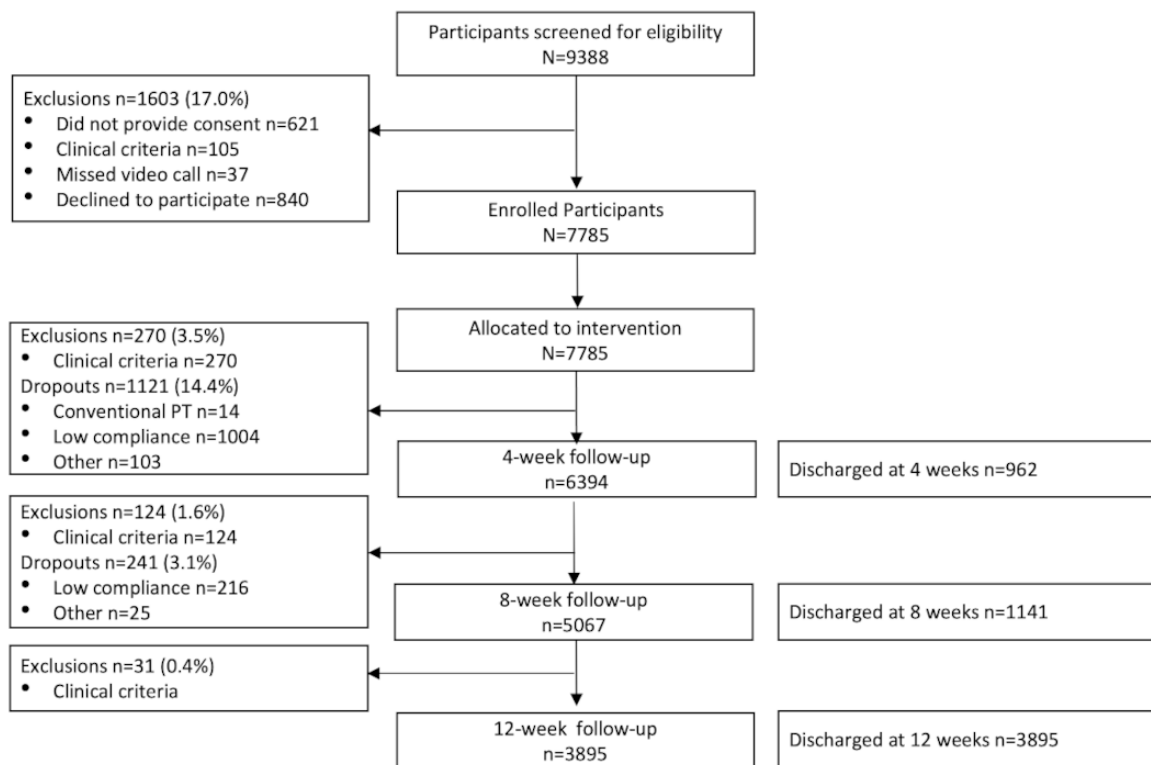 Participants screened for eligibility
N=9388
Exclusions n=1603 (17.0%)
• Did not provide consent n=621
• Clinical criteria n=105
• Missed video call n=37
• Declined to participate n=840
Enrolled Participants
N=7785
Allocated to intervention
N=7785
Exclusions n=270 (3.5%)
• Clinical criteria n=270
Dropouts n=1121 (14.4%)
• Conventional PT n=14
• Low compliance n=1004
• Other n=103
4-week follow-up
n=6394
Discharged at 4 weeks n=962
Exclusions n=124 (1.6%)
• Clinical criteria n=124
Dropouts n=241 (3.1%)
• Low compliance n=216
• Other n=25
8-week follow-up
n=5067
Discharged at 8 weeks n=1141
Exclusions n=31 (0.4%)
• Clinical criteria
12-week follow-up
n=3895
Discharged at 12 weeks n=3895